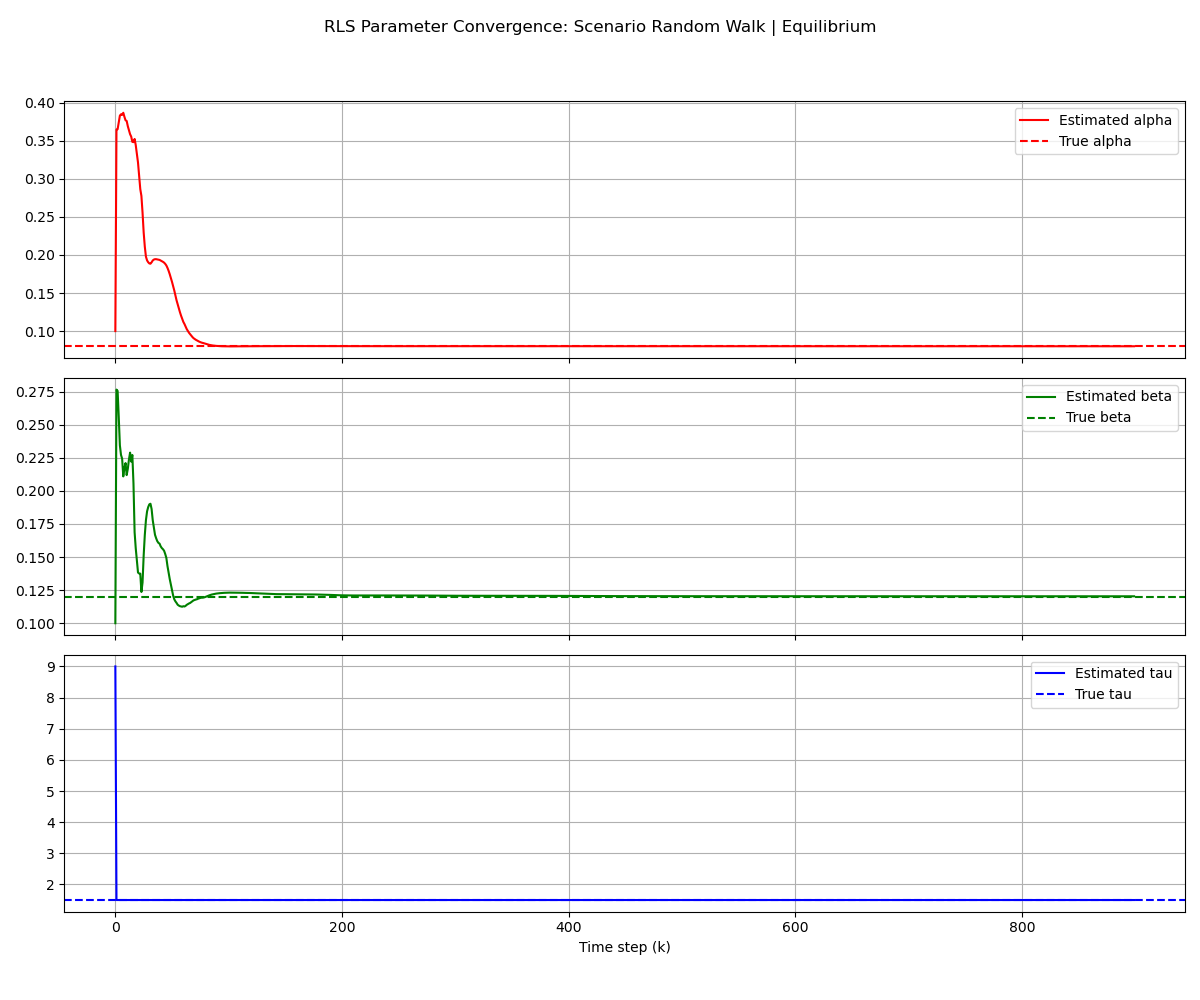 RLS Parameter Convergence: Scenario Random Walk | Equilibrium
0.40
0.35
0.30
0.25
0.20
0.15
0.10
Estimated alpha
True alpha
0.275
0.250
0.225
0.200
0.175
0.150
0.125
0.100
Estimated beta
True beta
9
8
7
6
5
4
3
2
Estimated tau
True tau
0 200 400 600 800
Time step (k)